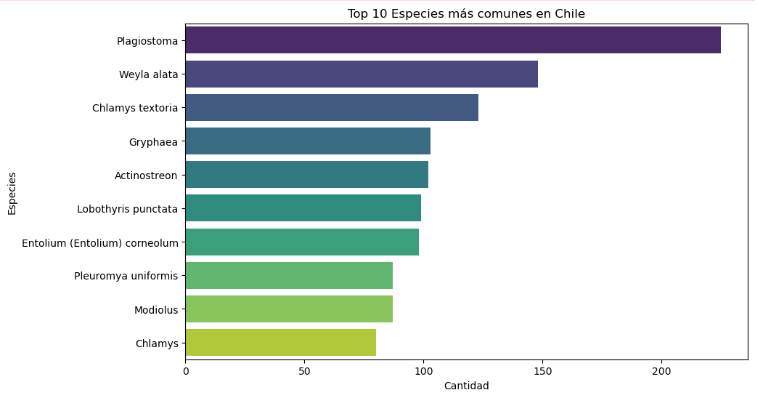 Top 10 Especies más comunes en Chile
Especies
Plagiostoma
Weyla alata
Chlamys textoria
Gryphaea
Actinostreon
Lobothyris punctata
Entolium (Entolium) corneolum
Pleuromya uniformis
Modiolus
Chlamys
0 50 100 150 200
Cantidad